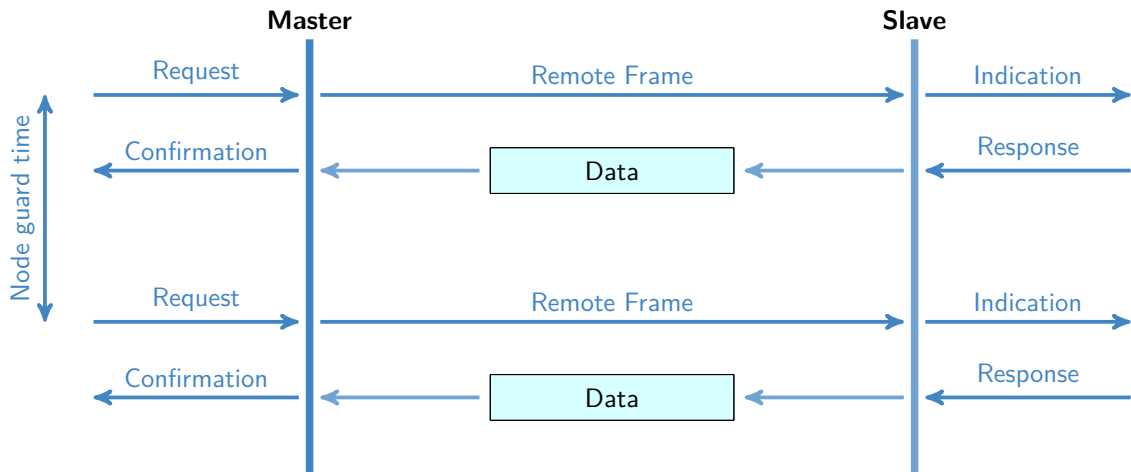 Master
Slave
Request
Remote Frame
Indication
Confirmation
Data
Response
Node guard time
Request
Remote Frame
Indication
Confirmation
Data
Response